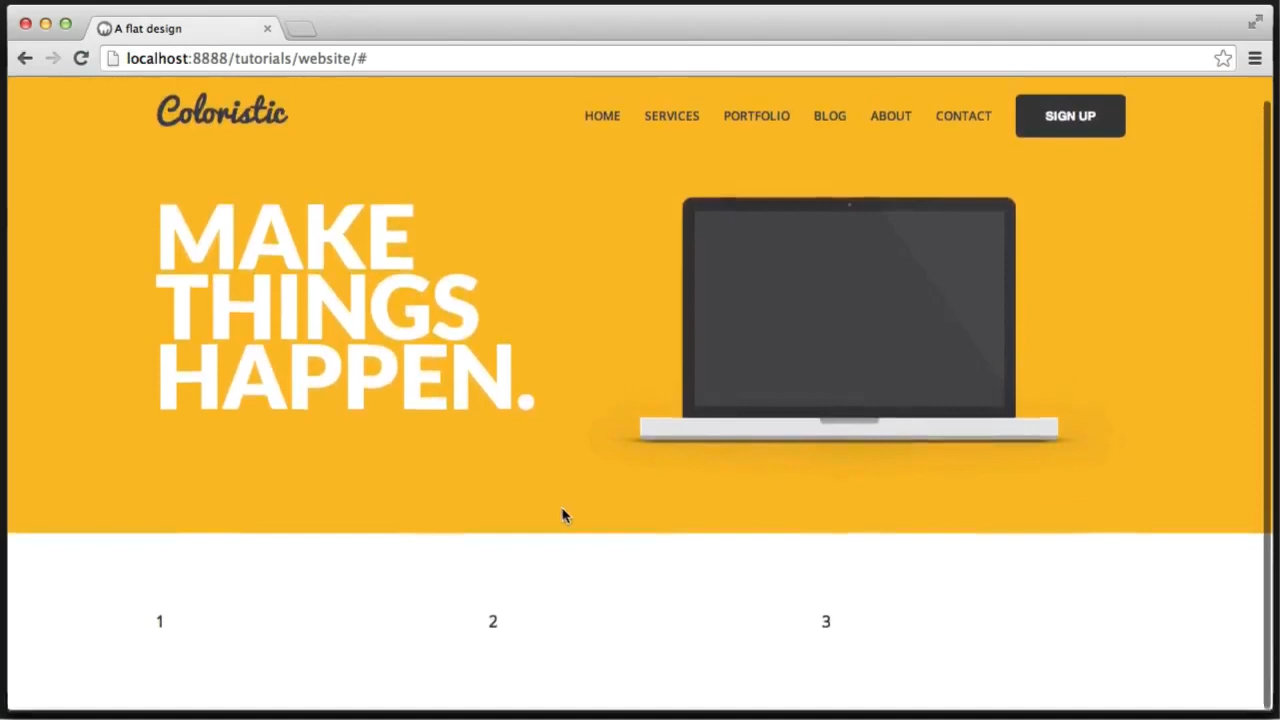 A flat design
localhost:8888/tutorials/website/#
Coloristic
HOME SERVICES PORTFOLIO BLOG ABOUT CONTACT SIGN UP
MAKE
THINGS
HAPPEN.
1 2 3